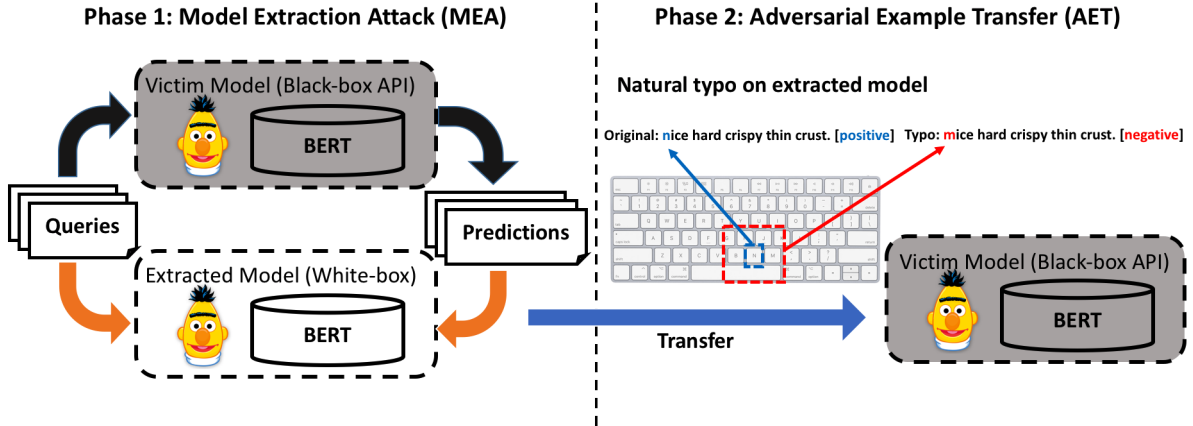 Phase 1: Model Extraction Attack (MEA)
Victim Model (Black-box API)
BERT
Queries
Predictions
Extracted Model (White-box)
BERT
Phase 2: Adversarial Example Transfer (AET)
Natural typo on extracted model
Original: nice hard crispy thin crust. [positive] Typo: mice hard crispy thin crust. [negative]
Q W E R T Y
A S D F G
Z X C V B N M
Victim Model (Black-box API)
BERT
Transfer